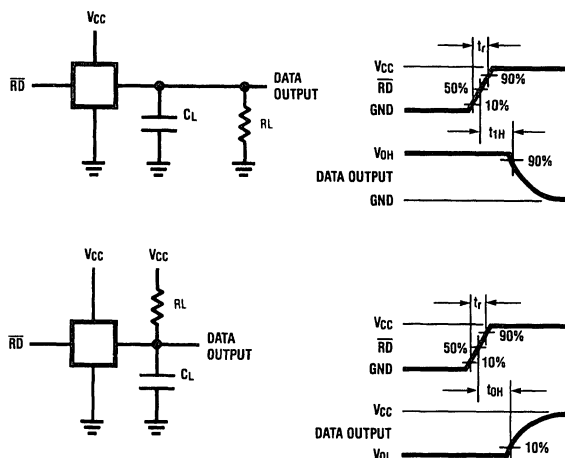 VCC
RD
DATA
OUTPUT
CL
RL
tr
VCC
RD
GND
90%
50%
10%
t1H
VOH
DATA OUTPUT
GND
90%
VCC
VCC
RL
RD
DATA
OUTPUT
CL
tr
VCC
RD
GND
90%
50%
10%
t0H
VCC
DATA OUTPUT
VOL
10%